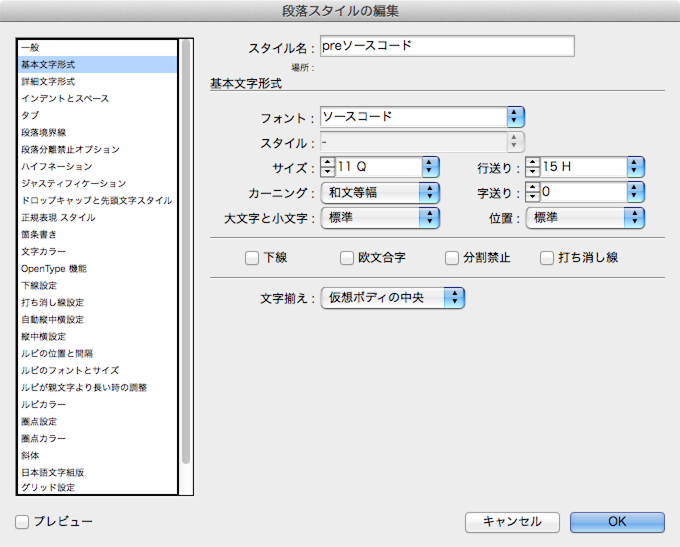 段落スタイルの編集
一般
基本文字形式
詳細文字形式
インデントとスペース
タブ
段落境界線
段落分離禁止オプション
ハイフネーション
ジャスティフィケーション
ドロップキャップと先頭文字スタイル
正規表現 スタイル
箇条書き
文字カラー
OpenType 機能
下線設定
打ち消し線設定
自動縦中横設定
縦中横設定
ルビの位置と間隔
ルビのフォントとサイズ
ルビが親文字より長い時の調整
ルビカラー
圏点設定
圏点カラー
斜体
日本語文字組版
グリッド設定
スタイル名 : preソースコード
場所 :
基本文字形式
フォント : ソースコード
スタイル : -
サイズ : 11 Q 行送り : 15 H
カーニング : 和文等幅 字送り : 0
大文字と小文字 : 標準 位置 : 標準
下線 欧文合字 分割禁止 打ち消し線
文字揃え : 仮想ボディの中央
プレビュー キャンセル OK